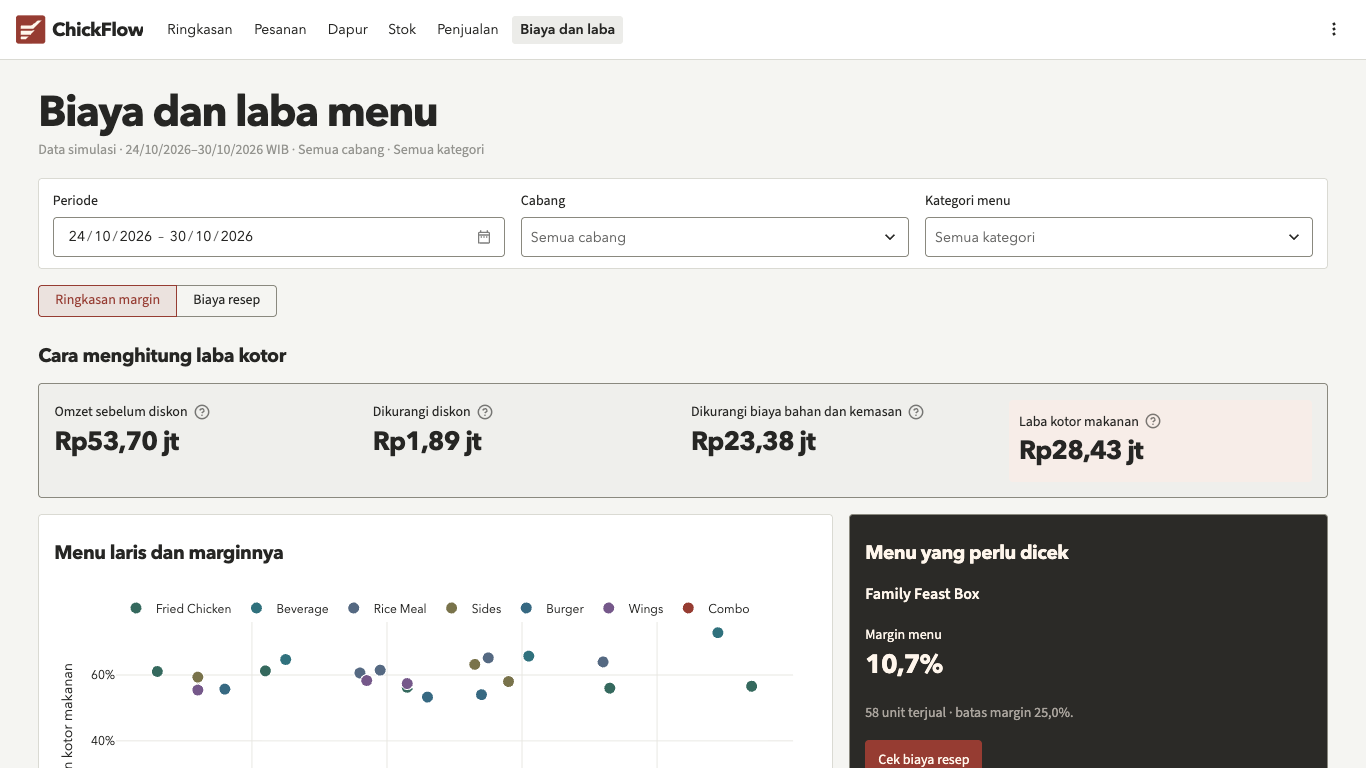 ChickFlow Ringkasan Pesanan Dapur Stok Penjualan Biaya dan laba
Biaya dan laba menu
Data simulasi · 24/10/2026–30/10/2026 WIB · Semua cabang · Semua kategori
Periode Cabang Kategori menu
24/10/2026 – 30/10/2026 Semua cabang Semua kategori
Ringkasan margin Biaya resep
Cara menghitung laba kotor
Omzet sebelum diskon
Rp53,70 jt
Dikurangi diskon
Rp1,89 jt
Dikurangi biaya bahan dan kemasan
Rp23,38 jt
Laba kotor makanan
Rp28,43 jt
Menu laris dan marginnya
Fried Chicken Beverage Rice Meal Sides Burger Wings Combo
60%
40%
kotor makanan
Menu yang perlu dicek
Family Feast Box
Margin menu
10,7%
58 unit terjual · batas margin 25,0%.
Cek biaya resep